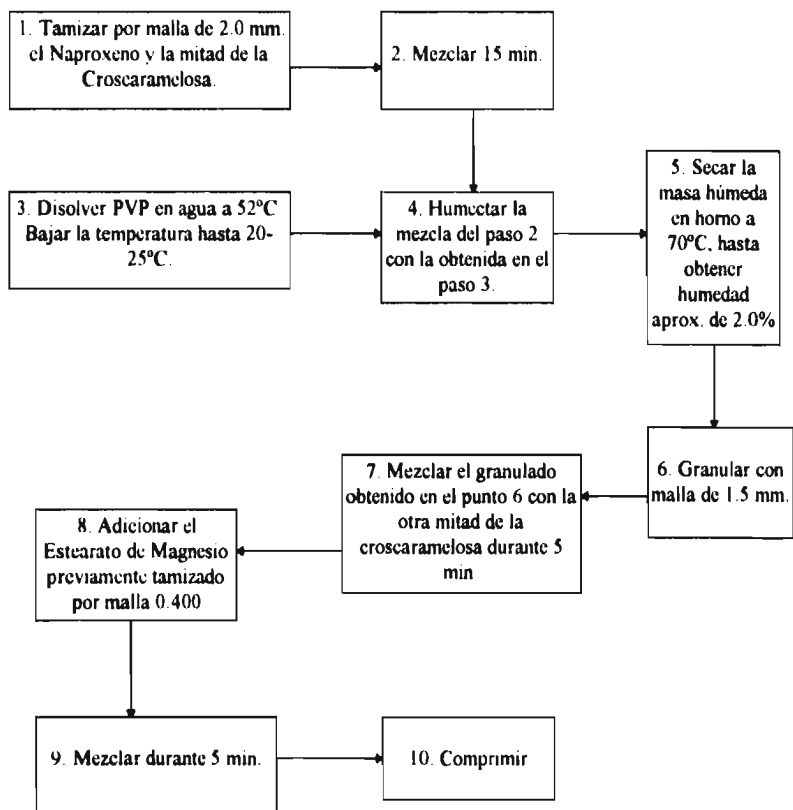 1. Tamizar por malla de 2.0 mm.
el Naproxeno y la mitad de la
Croscaramelosa.
2. Mezclar 15 min.
3. Disolver PVP en agua a 52°C
Bajar la temperatura hasta 20-
25°C.
4. Humectar la
mezcla del paso 2
con la obtenida en el
paso 3.
5. Secar la
masa húmeda
en horno a
70°C, hasta
obtener
humedad
aprox. de 2.0%
6. Granular con
malla de 1.5 mm.
7. Mezclar el granulado
obtenido en el punto 6 con la
otra mitad de la
croscaramelosa durante 5
min
8. Adicionar el
Estearato de Magnesio
previamente tamizado
por malla 0.400
9. Mezclar durante 5 min.
10. Comprimir